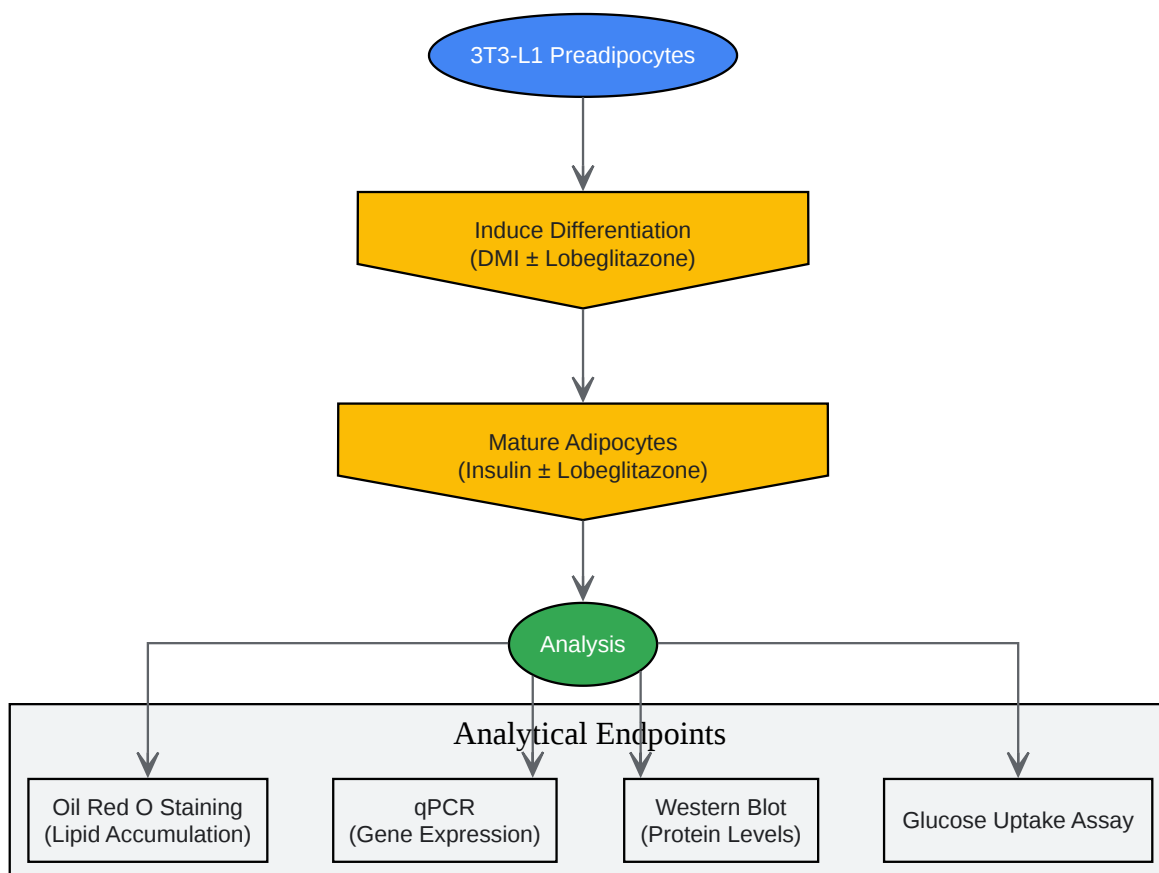 3T3-L1 Preadipocytes
Induce Differentiation
(DMI ± Lobeglitazone)
Mature Adipocytes
(Insulin ± Lobeglitazone)
Analysis
Analytical Endpoints
Oil Red O Staining
(Lipid Accumulation)
qPCR
(Gene Expression)
Western Blot
(Protein Levels)
Glucose Uptake Assay